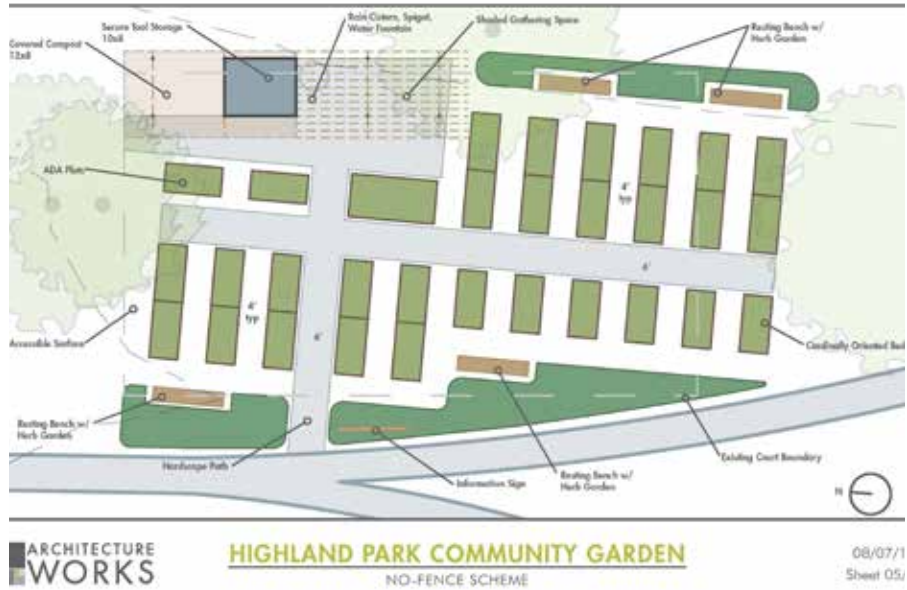 Covered Compost
12x8
Secure Tool Storage
10x8
Rain Cistern, Spigot,
Water Fountain
Shaded Gathering Space
Resting Bench w/
Herb Garden
ADA Plots
4'
typ
6'
4'
typ
6'
Accessible Surface
Cardinally Oriented Bed
Resting Bench w/
Herb Garden
Hardscape Path
Information Sign
Resting Bench w/
Herb Garden
Existing Court Boundary
N
ARCHITECTURE
WORKS
HIGHLAND PARK COMMUNITY GARDEN
NO-FENCE SCHEME
08/07/1
Sheet 05/